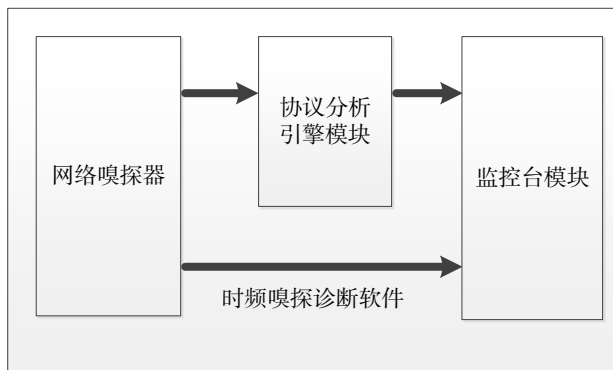 网络嗅探器
协议分析
引擎模块
监控台模块
时频嗅探诊断软件